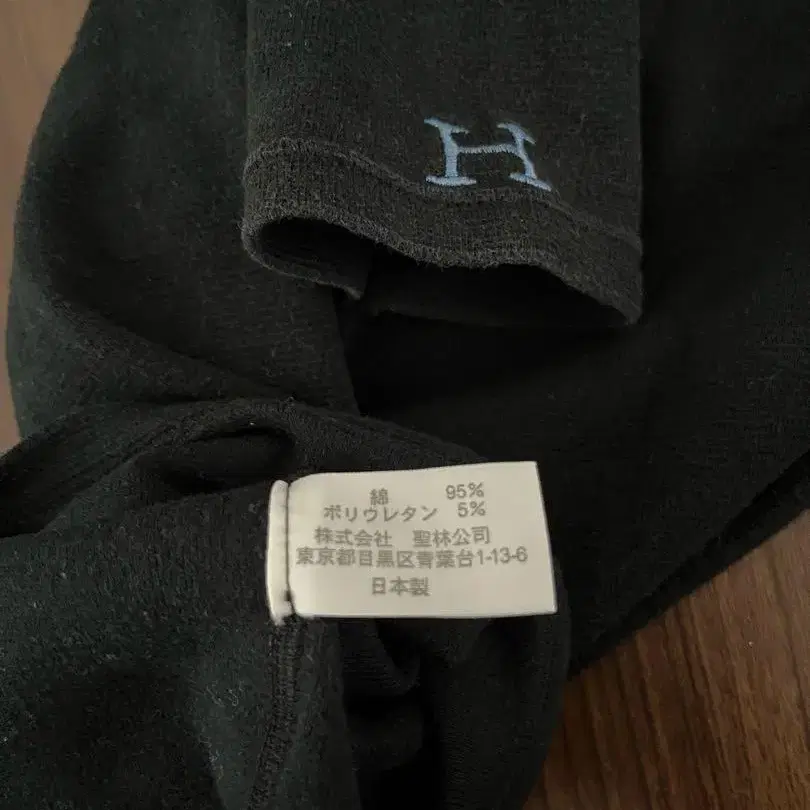 H
綿 95%
ポリウレタン 5%
株式会社 聖林公司
東京都目黒区青葉台1-13-6
日本製